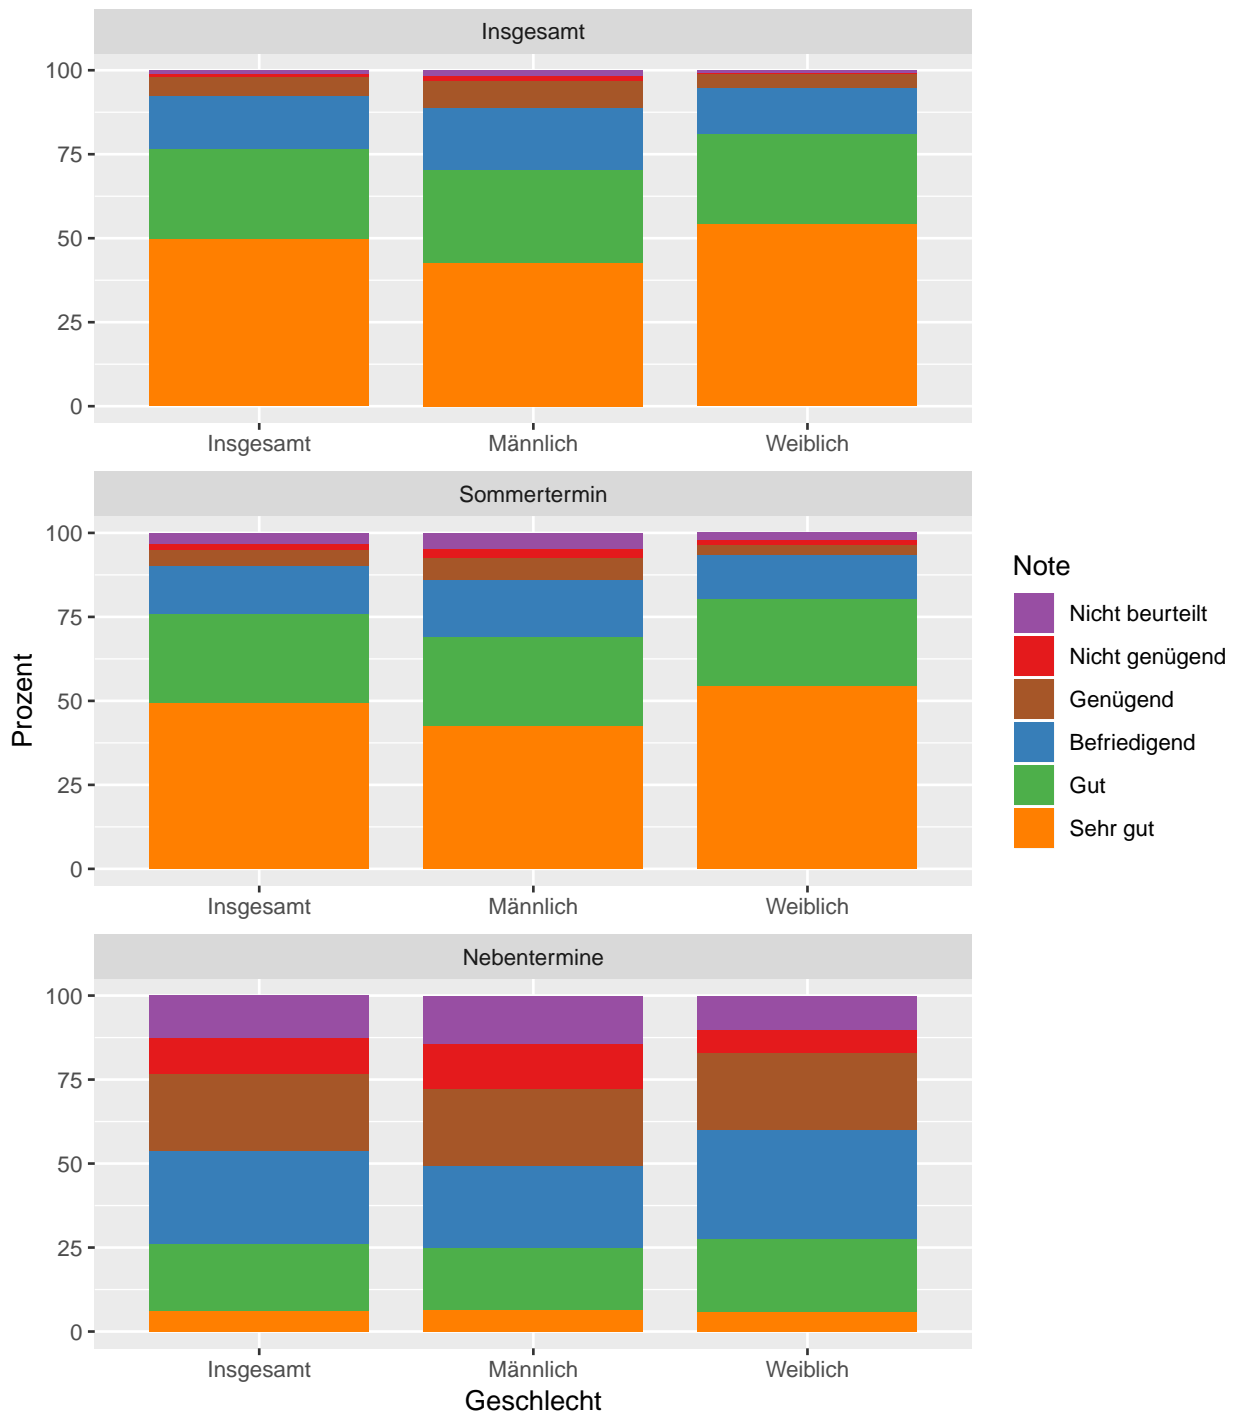 Insgesamt
100
75
50
25
0
Insgesamt Männlich Weiblich
Sommertermin
100
75
50
25
0
Insgesamt Männlich Weiblich
Nebentermine
100
75
50
25
0
Insgesamt Männlich Weiblich
Geschlecht
Prozent
Note
Nicht beurteilt
Nicht genügend
Genügend
Befriedigend
Gut
Sehr gut